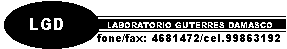 LGD
LABORATORIO GUTERRES DAMASCO
fone/fax: 4681472/cel.99863192